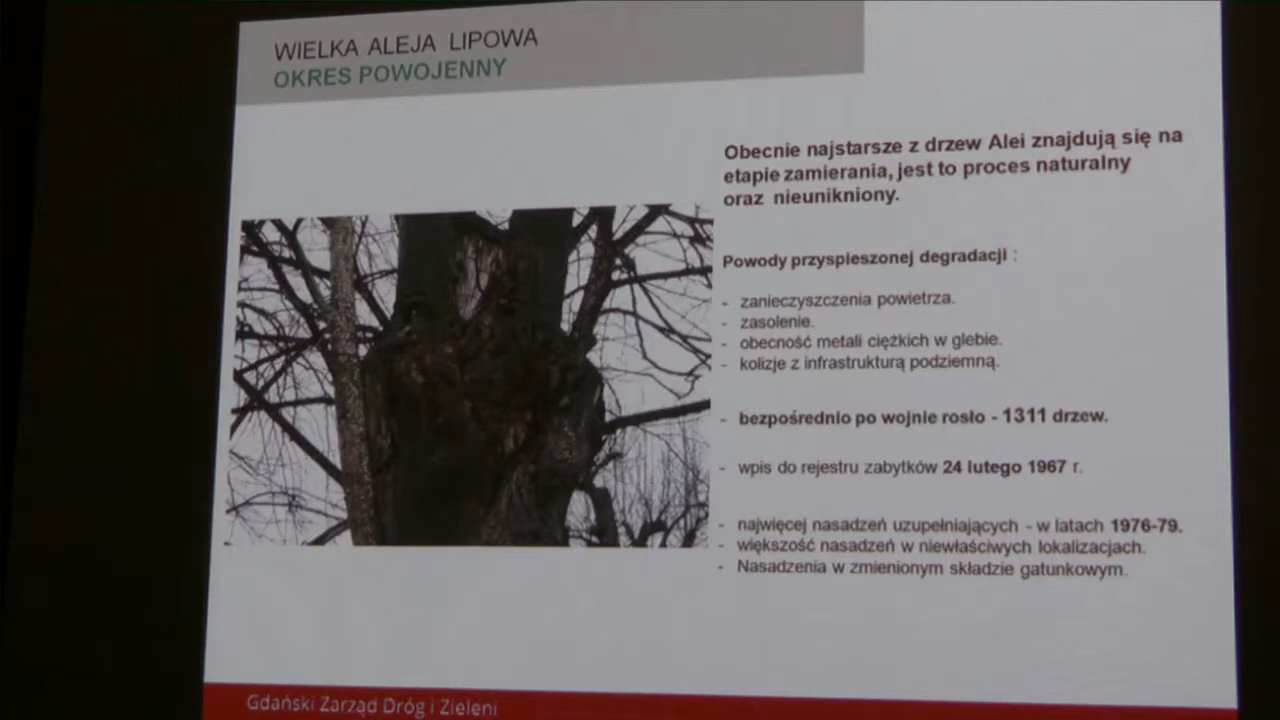 WIELKA ALEJA LIPOWA
OKRES POWOJENNY
Obecnie najstarsze z drzew Alei znajdują się na
etapie zamierania, jest to proces naturalny
oraz nieunikniony.
Powody przyspieszonej degradacji :
- zanieczyszczenia powietrza.
- zasolenie.
- obecność metali ciężkich w glebie.
- kolizje z infrastrukturą podziemną.
- bezpośrednio po wojnie rosło - 1311 drzew.
- wpis do rejestru zabytków 24 lutego 1967 r.
- najwięcej nasadzeń uzupełniających - w latach 1976-79.
- większość nasadzeń w niewłaściwych lokalizacjach.
- Nasadzenia w zmienionym składzie gatunkowym.
Gdański Zarząd Dróg i Zieleni